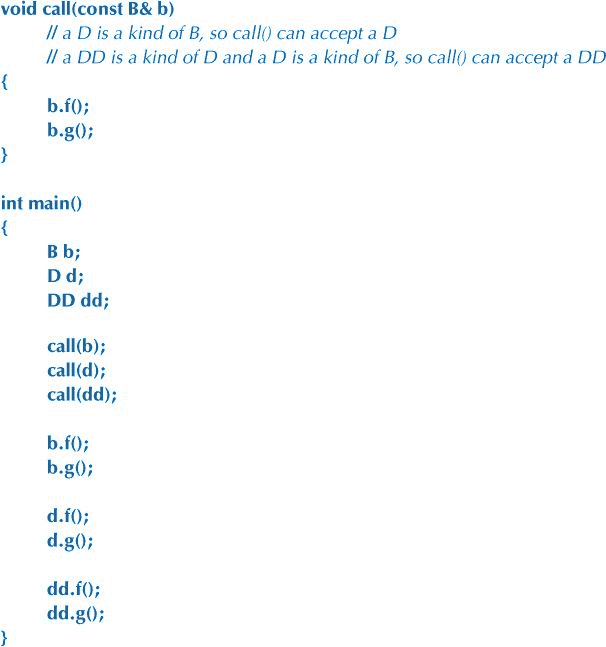 void call(const B& b)
// a D is a kind of B, so call() can accept a D
// a DD is a kind of D and a D is a kind of B, so call() can accept a DD
{
b.f();
b.g();
}
int main()
{
B b;
D d;
DD dd;
call(b);
call(d);
call(dd);
b.f();
b.g();
d.f();
d.g();
dd.f();
dd.g();
}